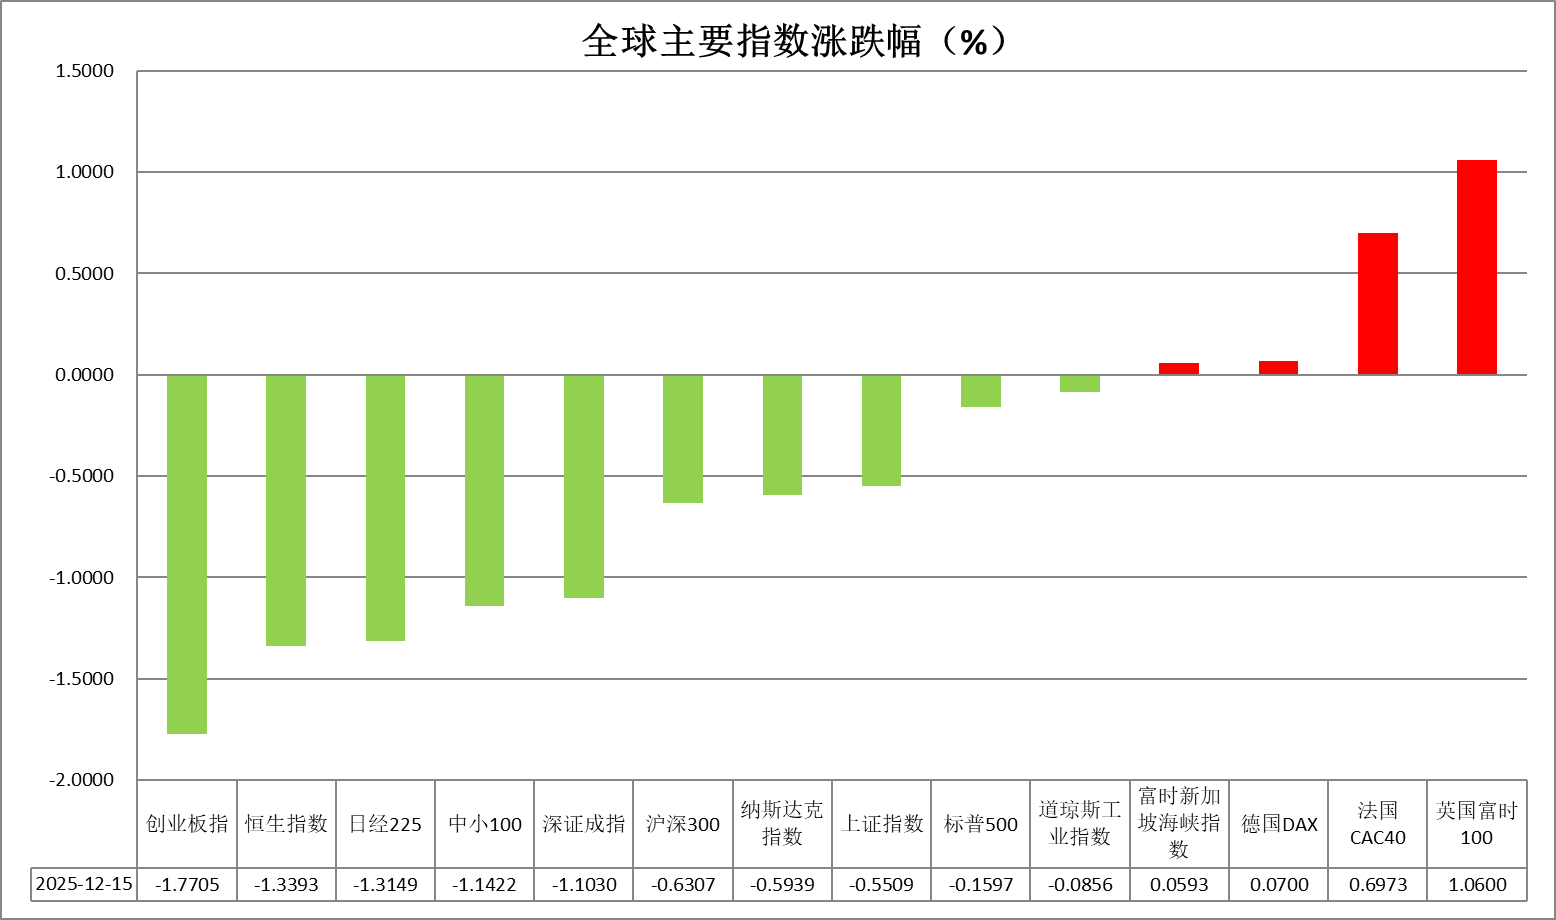 全球主要指数涨跌幅（%）
1.5000
1.0000
0.5000
0.0000
-0.5000
-1.0000
-1.5000
-2.0000
创业板指
恒生指数
日经225
中小100
深证成指
沪深300
纳斯达克
指数
上证指数
标普500
道琼斯工
业指数
富时新加
坡海峡指
数
德国DAX
法国
CAC40
英国富时
100
2025-12-15 -1.7705 -1.3393 -1.3149 -1.1422 -1.1030 -0.6307 -0.5939 -0.5509 -0.1597 -0.0856 0.0593 0.0700 0.6973 1.0600